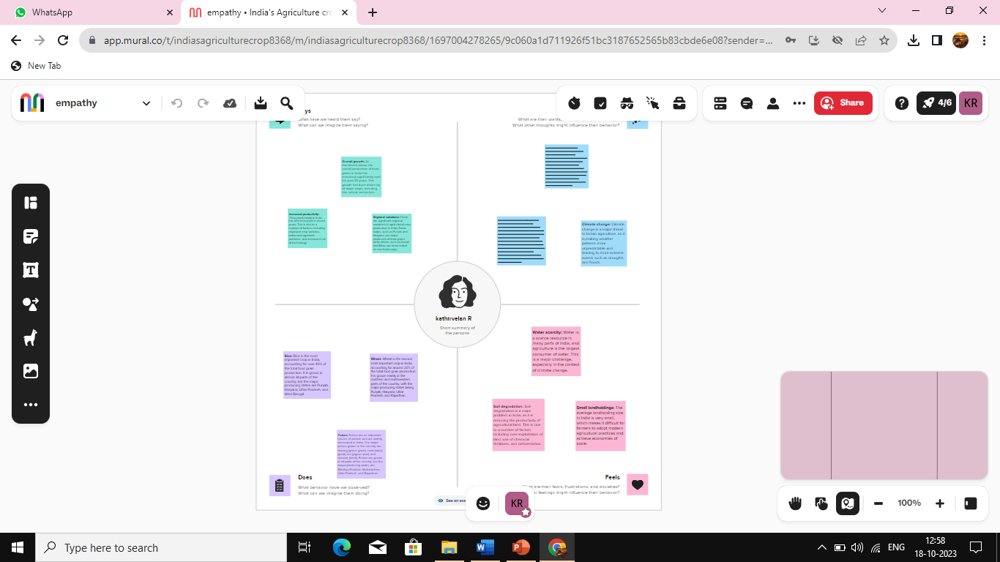 WhatsApp
empathy • India's Agriculture cr
app.mural.co/t/indiasagriculturecrop8368/m/indiasagriculturecrop8368/1697004278265/9c060a1d711926f51bc3187652565b83cbde6e08?sender=...
New Tab
empathy
Share
4/6
KR
What have we heard them say?
What can we imagine them saying?
What are their wants,
What other thoughts might influence their behavior?
Overall growth: As
mentioned above, the
overall production of food
grains in India has
increased significantly over
the past 25 years. This
growth has been driven by
all major crops, including
rice, wheat, and pulses.
Increased productivity:
Crop productivity in India
has also increased in recent
years. This is due to a
number of factors, including
improved crop varieties,
better management
practices, and increased use
of technology.
Regional variations: There
are significant regional
variations in agricultural crop
production in India. Some
states, such as Punjab and
Haryana, are major
producers of food grains,
while others, such as Kerala
and Bihar, are more reliant
on non-food crops.
Climate change: Climate
change is a major threat
to Indian agriculture, as it
is making weather
patterns more
unpredictable and
leading to more extreme
events such as droughts
and floods.
kathirvelan R
Short summary of
the persona
Rice: Rice is the most
important crop in India,
accounting for over 40% of
the total food grain
production. It is grown in
almost all parts of the
country, but the major
producing states are Punjab,
Haryana, Uttar Pradesh, and
West Bengal.
Wheat: Wheat is the second
most important crop in India,
accounting for around 35% of
the total food grain production.
It is grown mainly in the
northern and northwestern
parts of the country, with the
major producing states being
Punjab, Haryana, Uttar
Pradesh, and Rajasthan.
Pulses: Pulses are an important
source of protein and are widely
consumed in India. The major
pulses grown in the country are
moong (green gram), urad (black
gram), tur (pigeon pea), and
masoor (lentil). Pulses are grown
in all parts of the country, but the
major producing states are
Madhya Pradesh, Maharashtra,
Uttar Pradesh, and Rajasthan.
Water scarcity: Water is
a scarce resource in
many parts of India, and
agriculture is the largest
consumer of water. This
is a major challenge,
especially in the context
of climate change.
Soil degradation: Soil
degradation is a major
problem in India, as it is
reducing the productivity of
agricultural land. This is due
to a number of factors,
including over-exploitation of
land, use of chemical
fertilizers, and deforestation.
Small landholdings: The
average landholding size
in India is very small,
which makes it difficult for
farmers to adopt modern
agricultural practices and
achieve economies of
scale.
Does
What behavior have we observed?
What can we imagine them doing?
Feels
are their fears, frustrations, and anxieties?
feelings might influence their behavior?
See an
KR
100%
Type here to search
ENG
12:58
18-10-2023